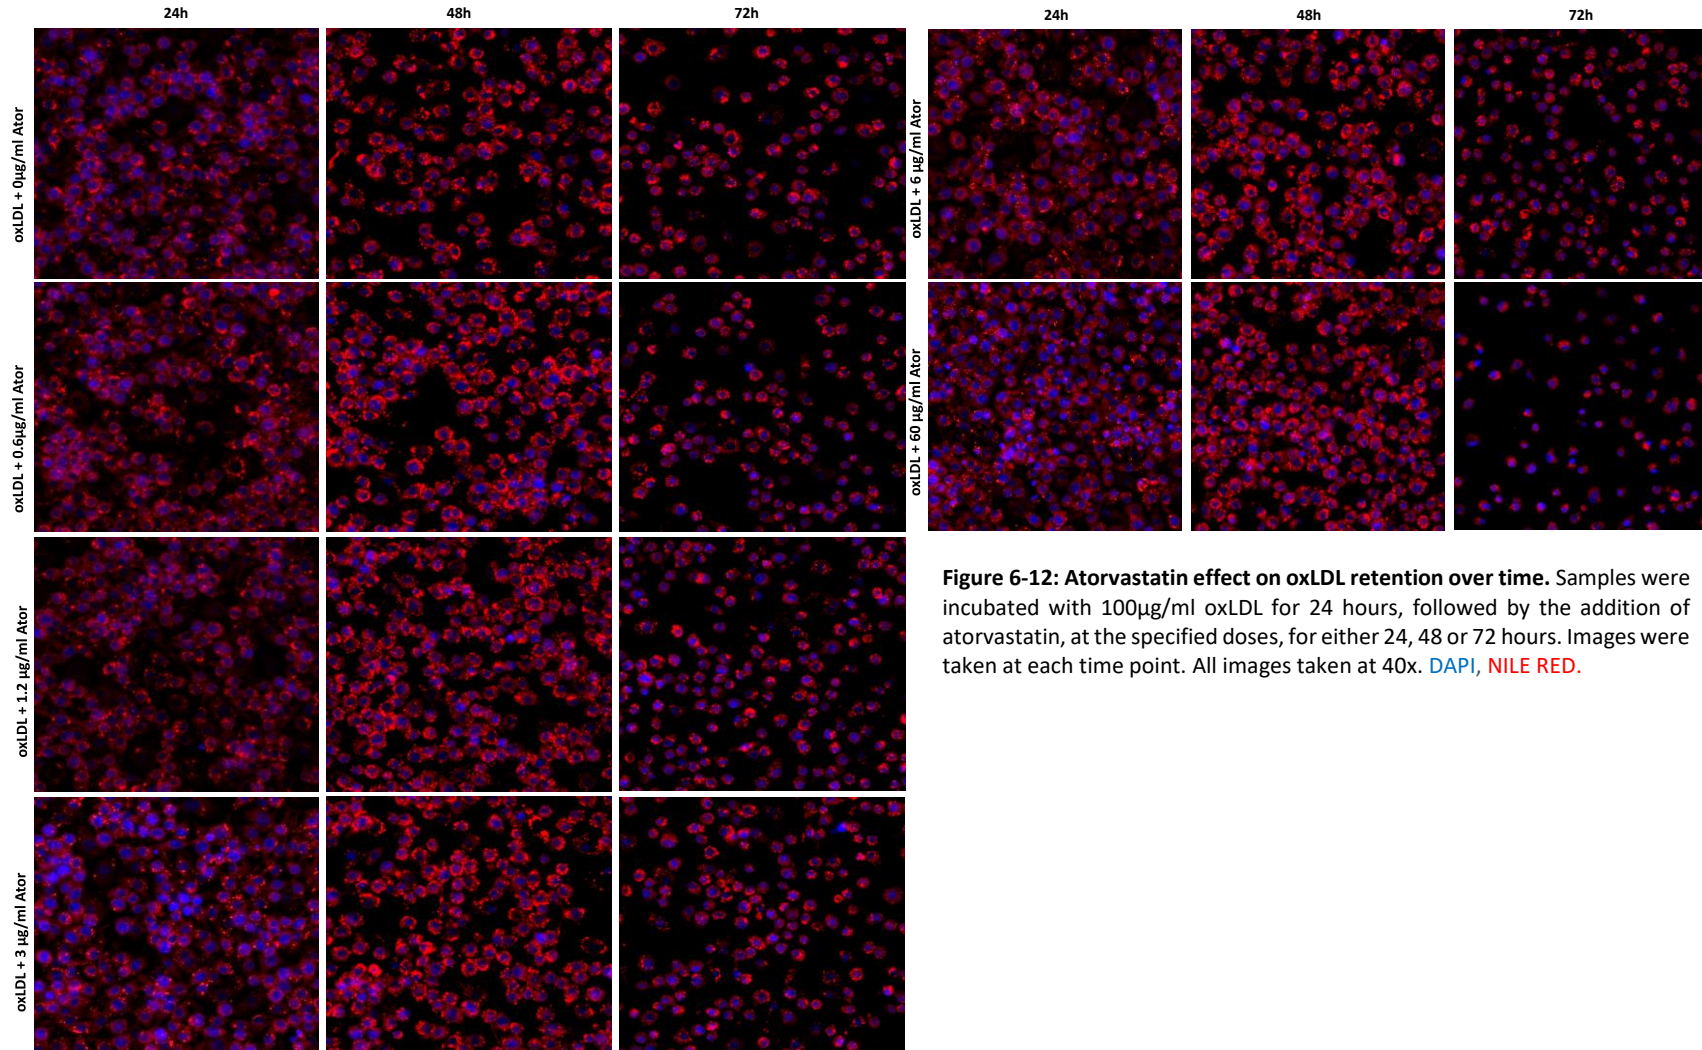 24h 48h 72h
oxLDL + 0µg/ml Ator
oxLDL + 0.6µg/ml Ator
oxLDL + 1.2 µg/ml Ator
oxLDL + 3 µg/ml Ator
24h 48h 72h
oxLDL + 6 µg/ml Ator
oxLDL + 60 µg/ml Ator
Figure 6-12: Atorvastatin effect on oxLDL retention over time. Samples were
incubated with 100µg/ml oxLDL for 24 hours, followed by the addition of
atorvastatin, at the specified doses, for either 24, 48 or 72 hours. Images were
taken at each time point. All images taken at 40x. DAPI, NILE RED.